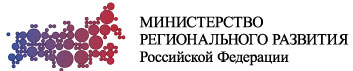 МИНИСТЕРСТВО
РЕГИОНАЛЬНОГО РАЗВИТИЯ
Российской Федерации